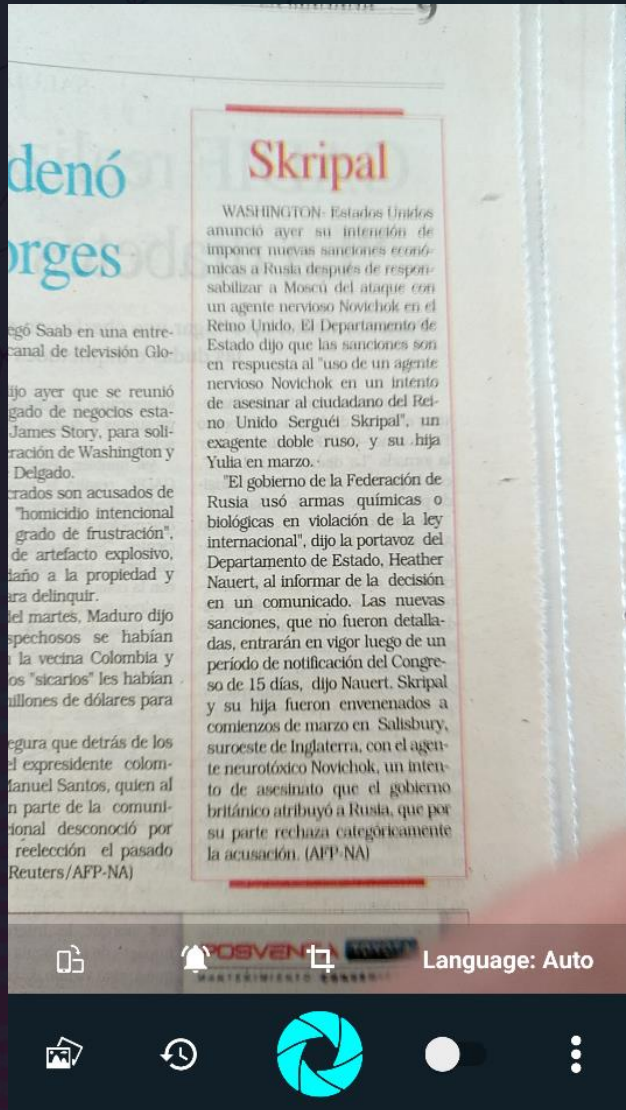 9
denó
orges
egó Saab en una entre-
canal de televisión Glo-
ijo ayer que se reunió
gado de negocios esta-
James Story, para soli-
ración de Washington y
Delgado.
crados son acusados de
"homicidio intencional
grado de frustración",
de artefacto explosivo,
daño a la propiedad y
ara delinquir.
del martes, Maduro dijo
spechosos se habían
la vecina Colombia y
os "sicarios" les habían
millones de dólares para
egura que detrás de los
el expresidente colom-
Manuel Santos, quien al
n parte de la comuni-
cional desconoció por
reelección el pasado
Reuters/AFP-NA)
Skripal
WASHINGTON- Estados Unidos
anunció ayer su intención de
imponer nuevas sanciones econó-
micas a Rusia después de respon-
sabilizar a Moscú del ataque con
un agente nervioso Novichok en el
Reino Unido. El Departamento de
Estado dijo que las sanciones son
en respuesta al "uso de un agente
nervioso Novichok en un intento
de asesinar al ciudadano del Rei-
no Unido Serguéi Skripal", un
exagente doble ruso, y su hija
Yulia en marzo.
"El gobierno de la Federación de
Rusia usó armas químicas o
biológicas en violación de la ley
internacional", dijo la portavoz del
Departamento de Estado, Heather
Nauert, al informar de la decisión
en un comunicado. Las nuevas
sanciones, que no fueron detalla-
das, entrarán en vigor luego de un
período de notificación del Congre-
so de 15 días, dijo Nauert. Skripal
y su hija fueron envenenados a
comienzos de marzo en Salisbury,
suroeste de Inglaterra, con el agen-
te neurotóxico Novichok, un inten-
to de asesinato que el gobierno
británico atribuyó a Rusia, que por
su parte rechaza categóricamente
la acusación. (AFP-NA)
POSVENTA TOYOTA
MANTENIMIENTO
Language: Auto